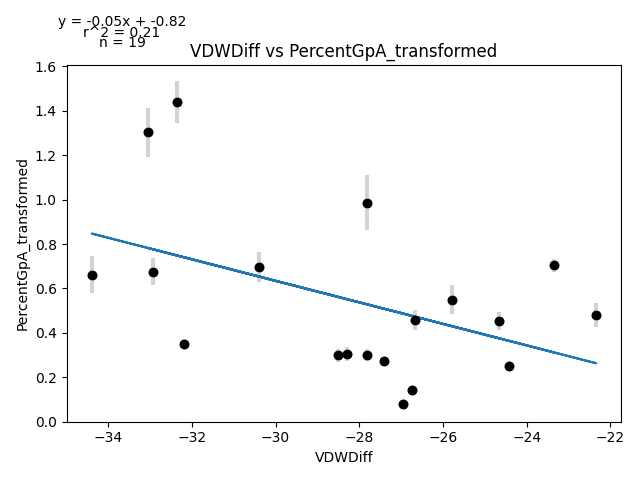 y = -0.05x + -0.82
r^2 = 0.21
n = 19
VDWDiff vs PercentGpA_transformed
1.6
1.4
1.2
1.0
0.8
0.6
0.4
0.2
0.0
PercentGpA_transformed
−34
−32
−30
−28
−26
−24
−22
VDWDiff